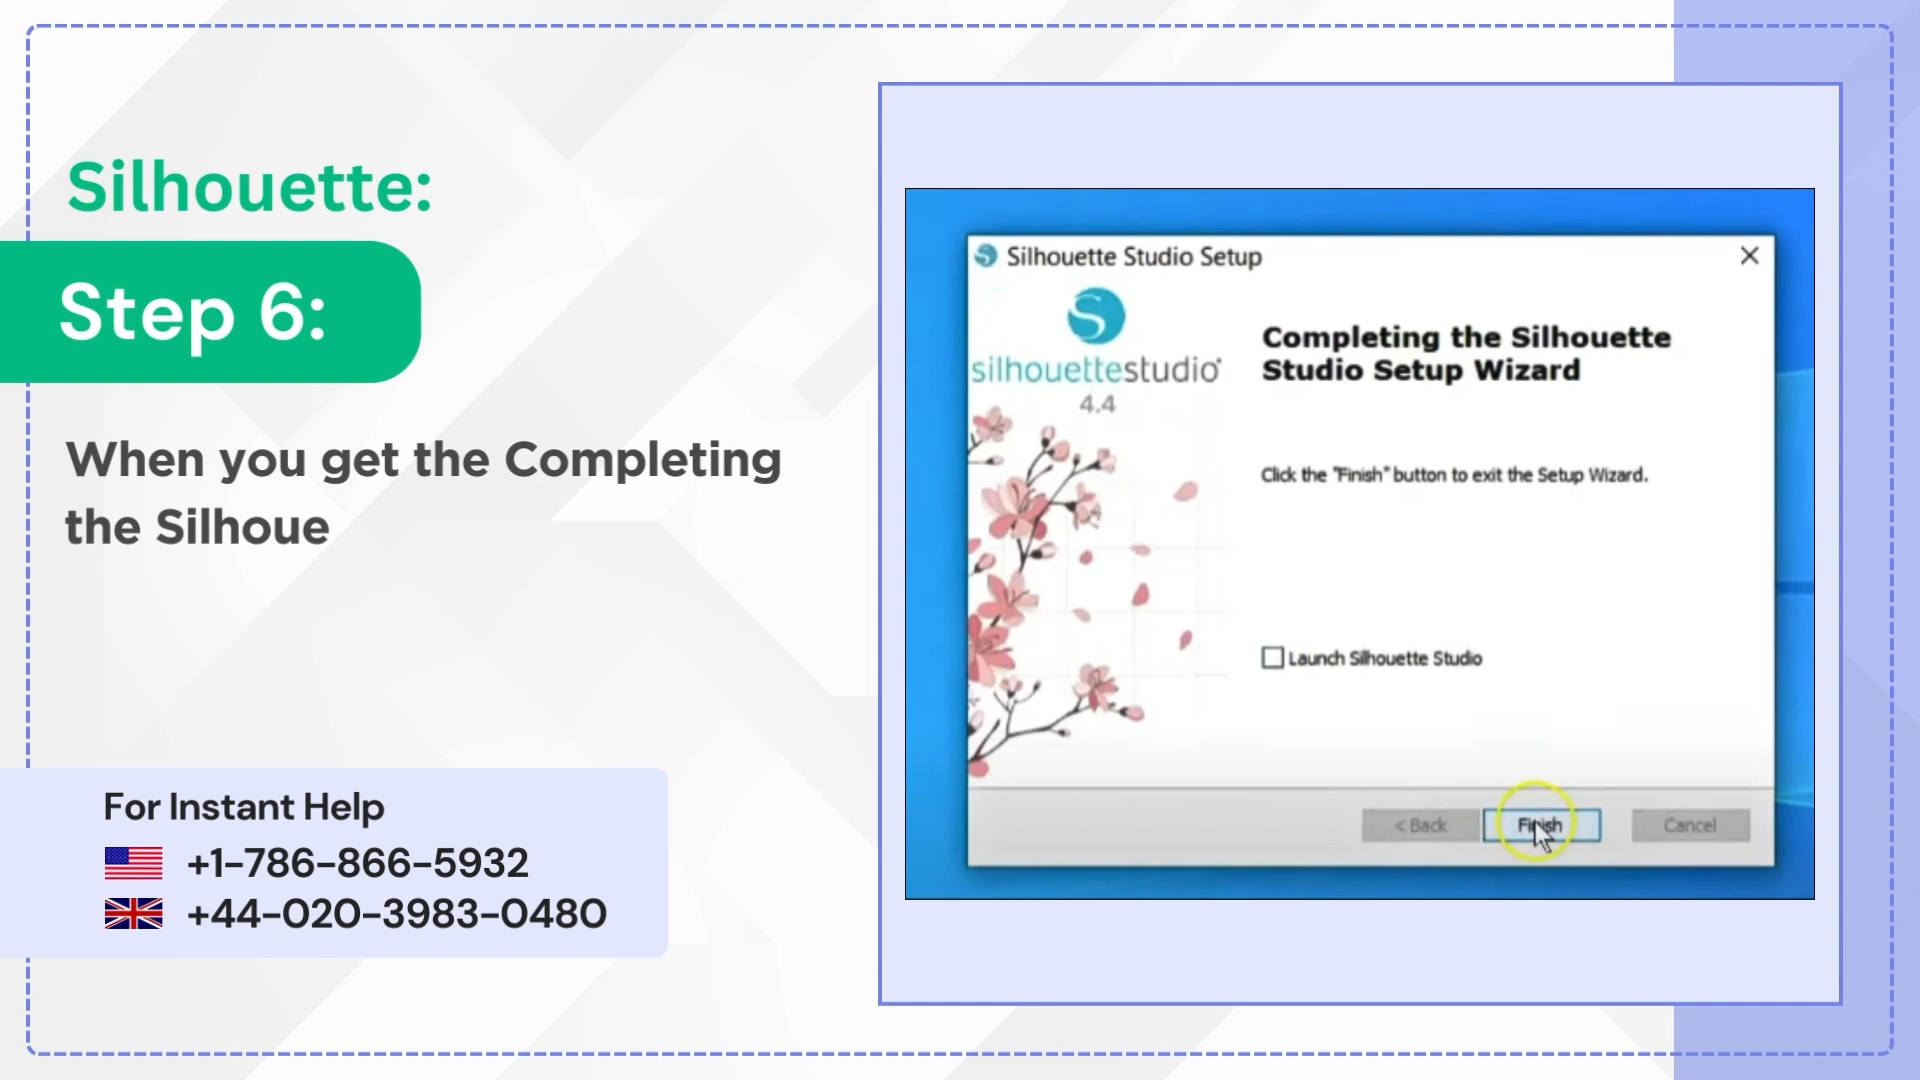 Silhouette:
Step 6:
When you get the Completing
the Silhoue
For Instant Help
+1-786-866-5932
+44-020-3983-0480
Silhouette Studio Setup
silhouettestudio®
4.4
Completing the Silhouette
Studio Setup Wizard
Click the "Finish" button to exit the Setup Wizard.
Launch Silhouette Studio
< Back
Finish
Cancel